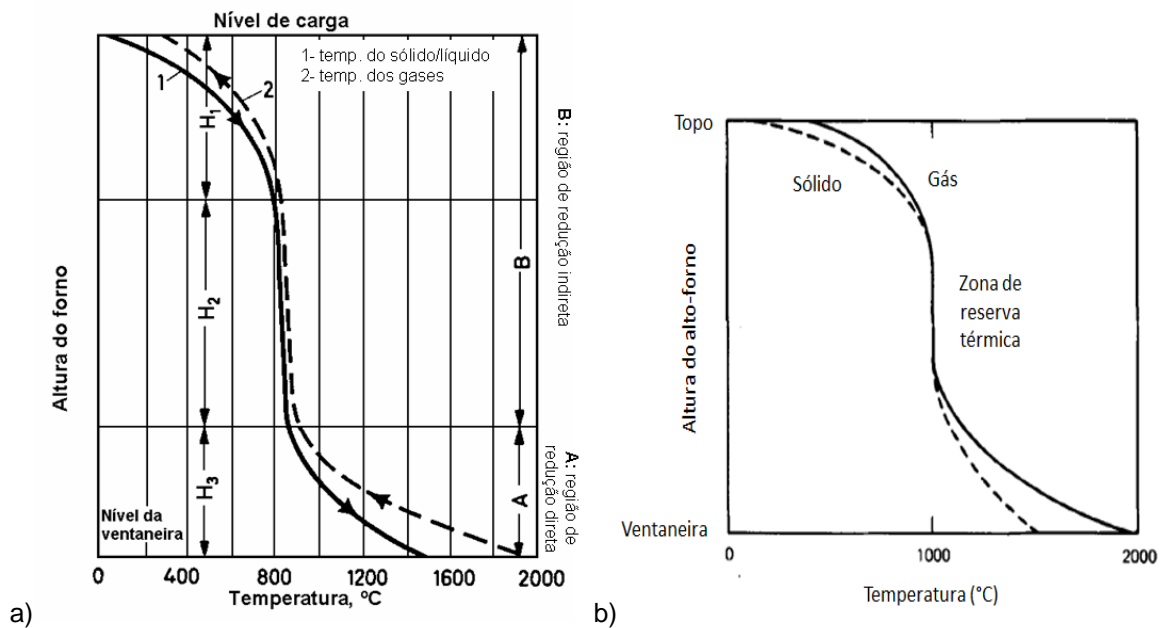 a)
Nível de carga
1- temp. do sólido/líquido
2- temp. dos gases
1
2
H1
H2
H3
B
A
B: região de redução indireta
A: região de
redução direta
Altura do forno
Nível da
ventaneira
0 400 800 1200 1600 2000
Temperatura, ºC
b)
Topo
Sólido
Gás
Zona de
reserva
térmica
Altura do alto-forno
Ventaneira
0 1000 2000
Temperatura (°C)